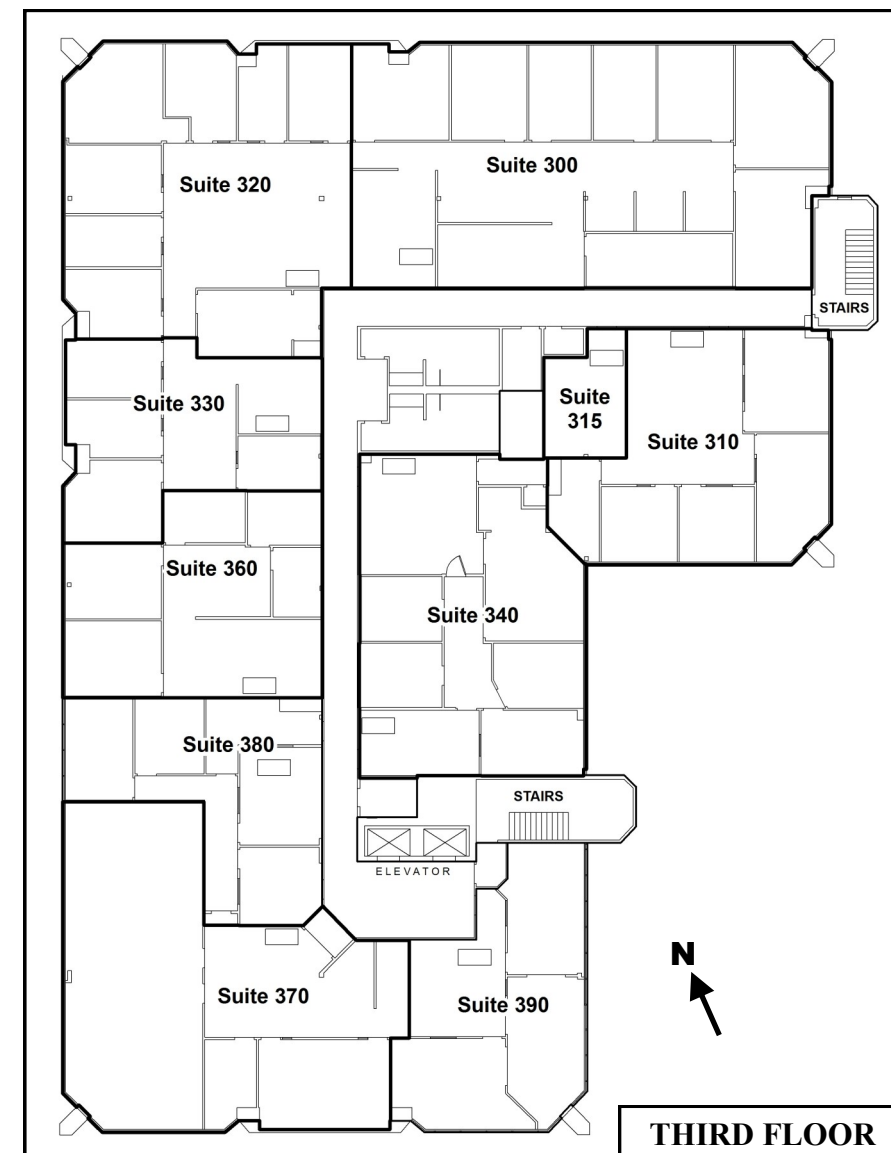 Suite 320
Suite 300
STAIRS
Suite 330
Suite
315
Suite 310
Suite 360
Suite 340
Suite 380
STAIRS
ELEVATOR
Suite 370
Suite 390
N
THIRD FLOOR